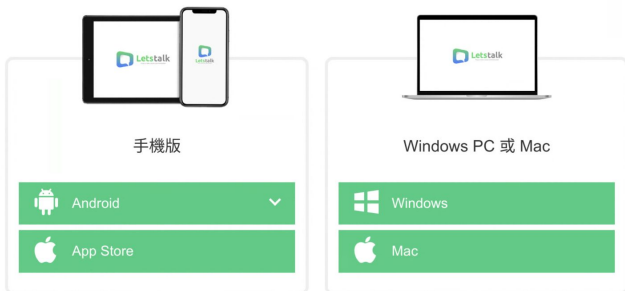 Letstalk
Letstalk
手機版
Android
App Store
Letstalk
Windows PC 或 Mac
Windows
Mac